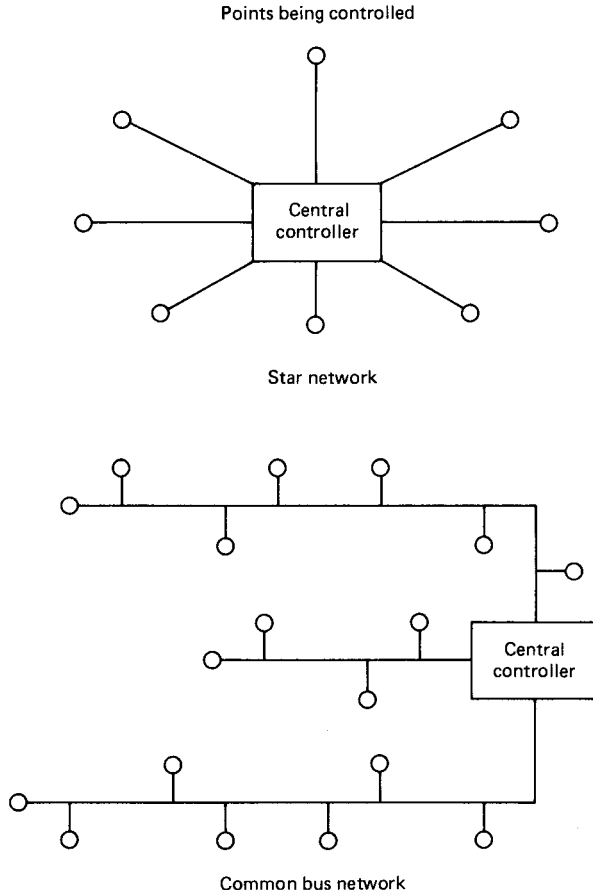 Points being controlled
Central
controller
Star network
Central
controller
Common bus network